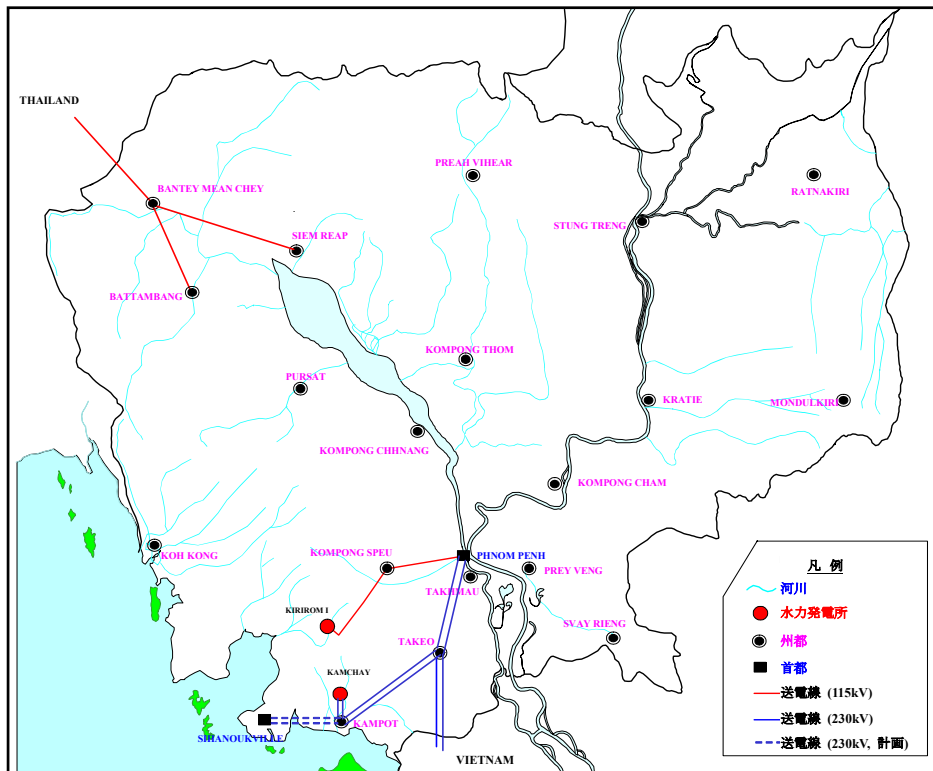 THAILAND
PREAH VIHEAR
BANTEY MEAN CHEY
RATNAKIRI
STUNG TRENG
SIEM REAP
BATTAMBANG
KOMPONG THOM
PURSAT
KRATIE
MONDULKIRI
KOMPONG CHHNANG
KOMPONG CHAM
KOH KONG
KOMPONG SPEU
PHNOM PENH
PREY VENG
TAKHMAU
KIRIROM I
SVAY RIENG
TAKEO
KAMCHAY
KAMPOT
SIHANOUKVILLE
VIETNAM
凡 例
河川
水力発電所
州都
首都
送電線 (115kV)
送電線 (230kV)
送電線 (230kV, 計画)